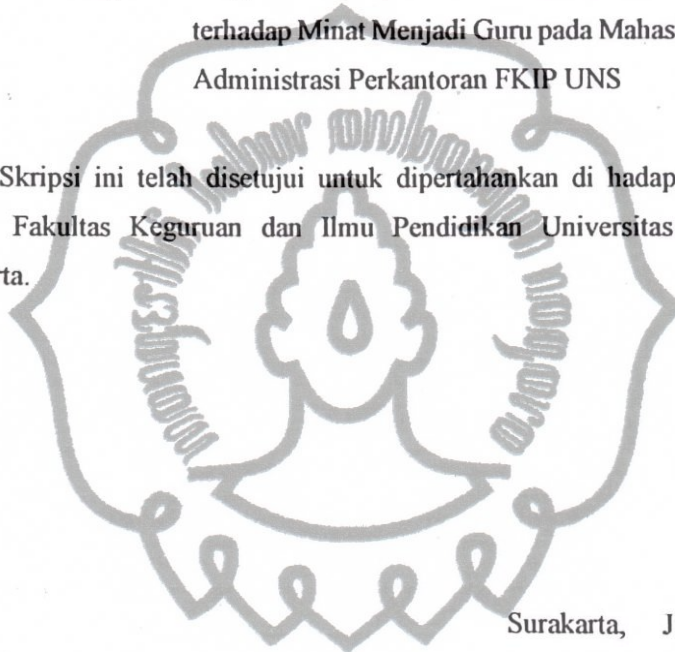 terhadap Minat Menjadi Guru pada Mahas
Administrasi Perkantoran FKIP UNS
Skripsi ini telah disetujui untuk dipertahankan di hadap
Fakultas Keguruan dan Ilmu Pendidikan Universitas
ta.
Surakarta, J